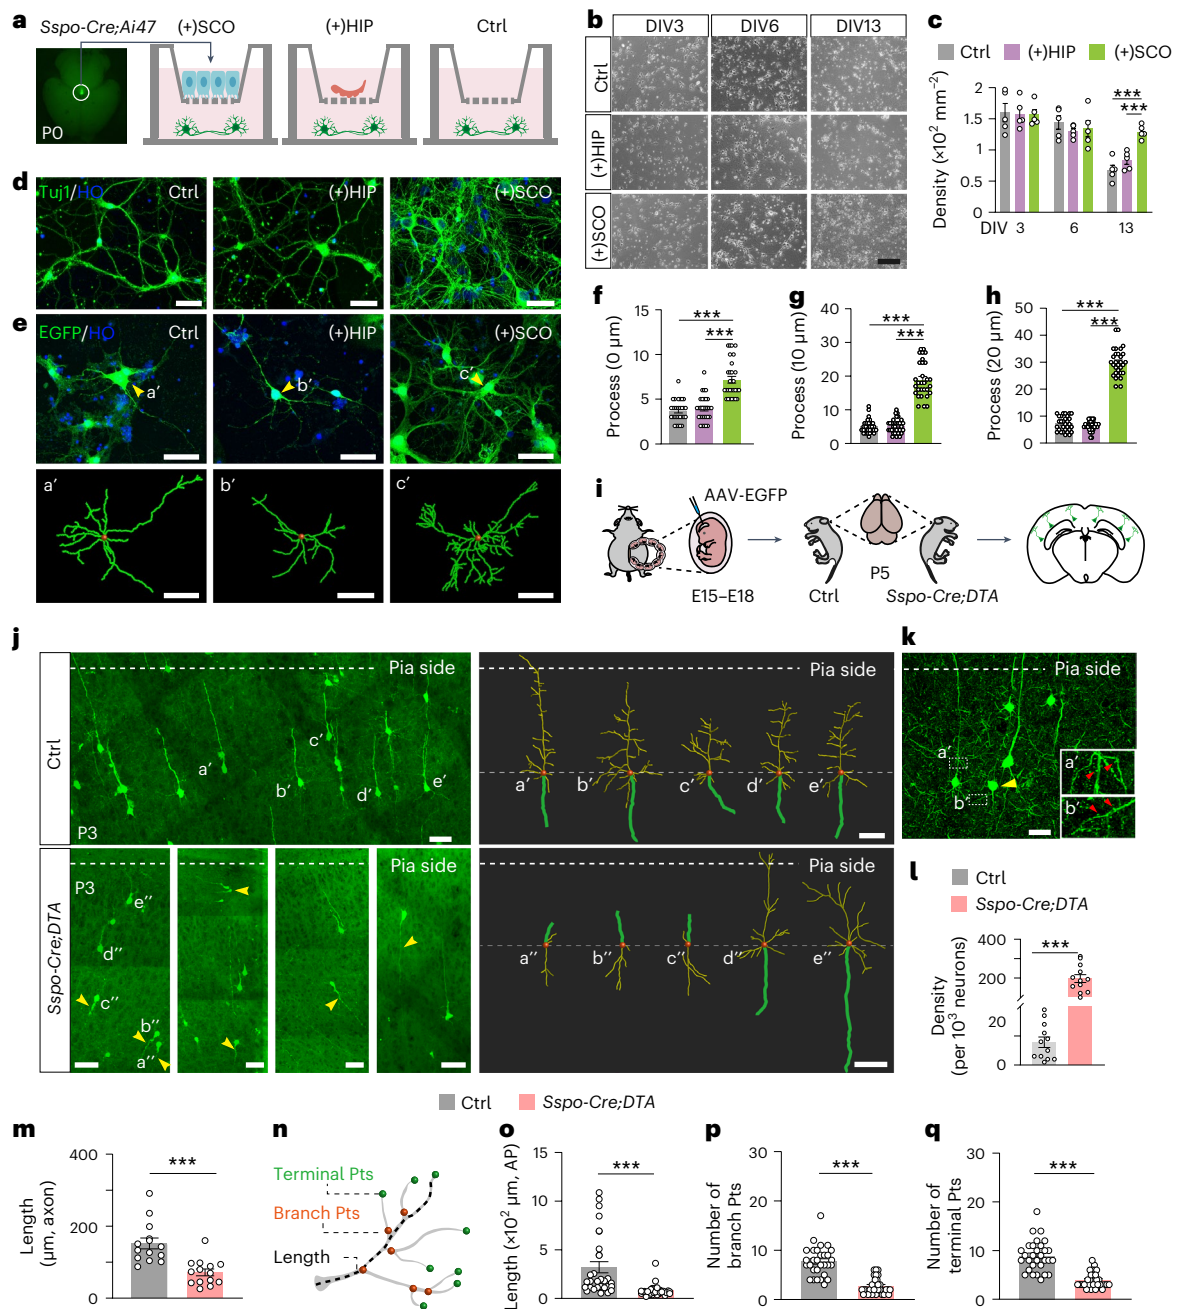 a
Sspo-Cre;Ai47
(+)SCO
(+)HIP
Ctrl
P0
b
DIV3
DIV6
DIV13
Ctrl
(+)HIP
(+)SCO
c
Ctrl
(+)HIP
(+)SCO
Density (×10² mm⁻²)
2
1.5
1
0.5
0
***
***
DIV 3 6 13
d
Tuj1/HO
Ctrl
(+)HIP
(+)SCO
e
EGFP/HO
Ctrl
(+)HIP
(+)SCO
a′
b′
c′
a′
b′
c′
f
Process (0 μm)
15
10
5
0
***
***
g
Process (10 μm)
40
30
20
10
0
***
***
h
Process (20 μm)
50
40
30
20
10
0
***
***
i
AAV-EGFP
E15–E18
P5
Ctrl
Sspo-Cre;DTA
j
Ctrl
Pia side
Pia side
a′
b′
c′
d′
e′
P3
a′
b′
c′
d′
e′
Sspo-Cre;DTA
P3
Pia side
Pia side
e′′
d′′
c′′
b′′
a′′
a′′
b′′
c′′
d′′
e′′
k
Pia side
a′
b′
a′
b′
l
Ctrl
Sspo-Cre;DTA
Density
(per 10³ neurons)
400
200
20
0
***
Ctrl
Sspo-Cre;DTA
m
Length
(μm, axon)
400
200
0
***
n
Terminal Pts
Branch Pts
Length
o
Length (×10² μm, AP)
15
10
5
0
***
p
Number of
branch Pts
30
20
10
0
***
q
Number of
terminal Pts
30
20
10
0
***